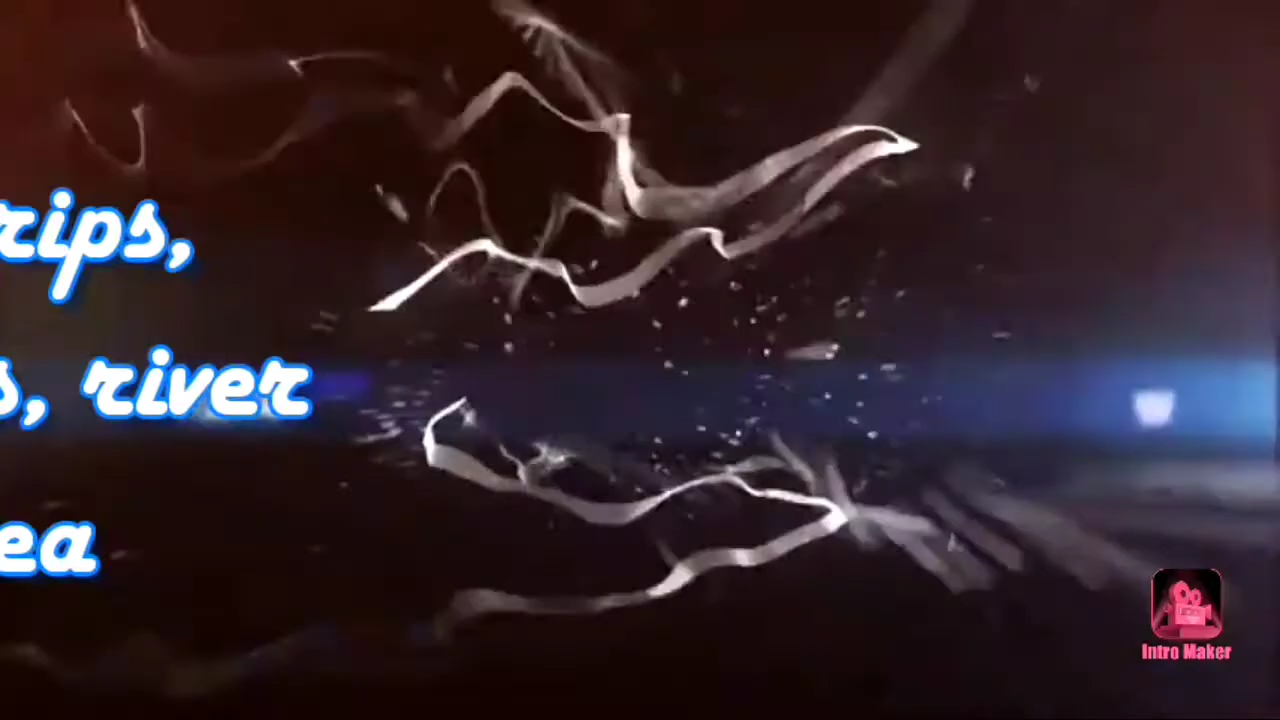 rips,
s, river
ea
Intro Maker